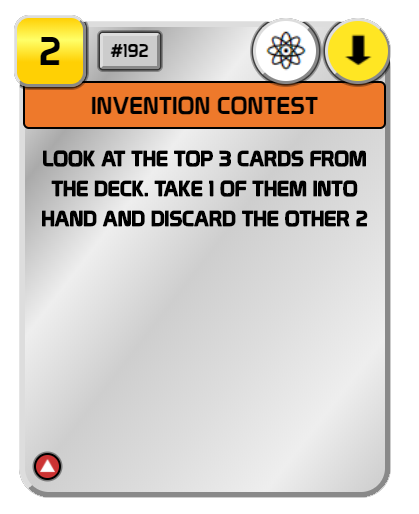 2
#192
INVENTION CONTEST
LOOK AT THE TOP 3 CARDS FROM
THE DECK. TAKE 1 OF THEM INTO
HAND AND DISCARD THE OTHER 2